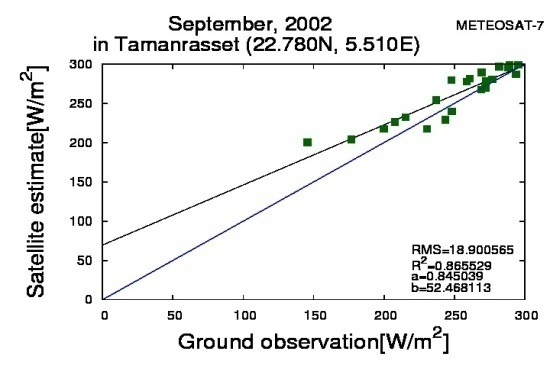 September, 2002
in Tamanrasset (22.780N, 5.510E)
METEOSAT-7
Satellite estimate[W/m²]
300
250
200
150
100
50
0
RMS=18.900565
R²=0.865529
a=0.845039
b=52.468113
0 50 100 150 200 250 300
Ground observation[W/m²]